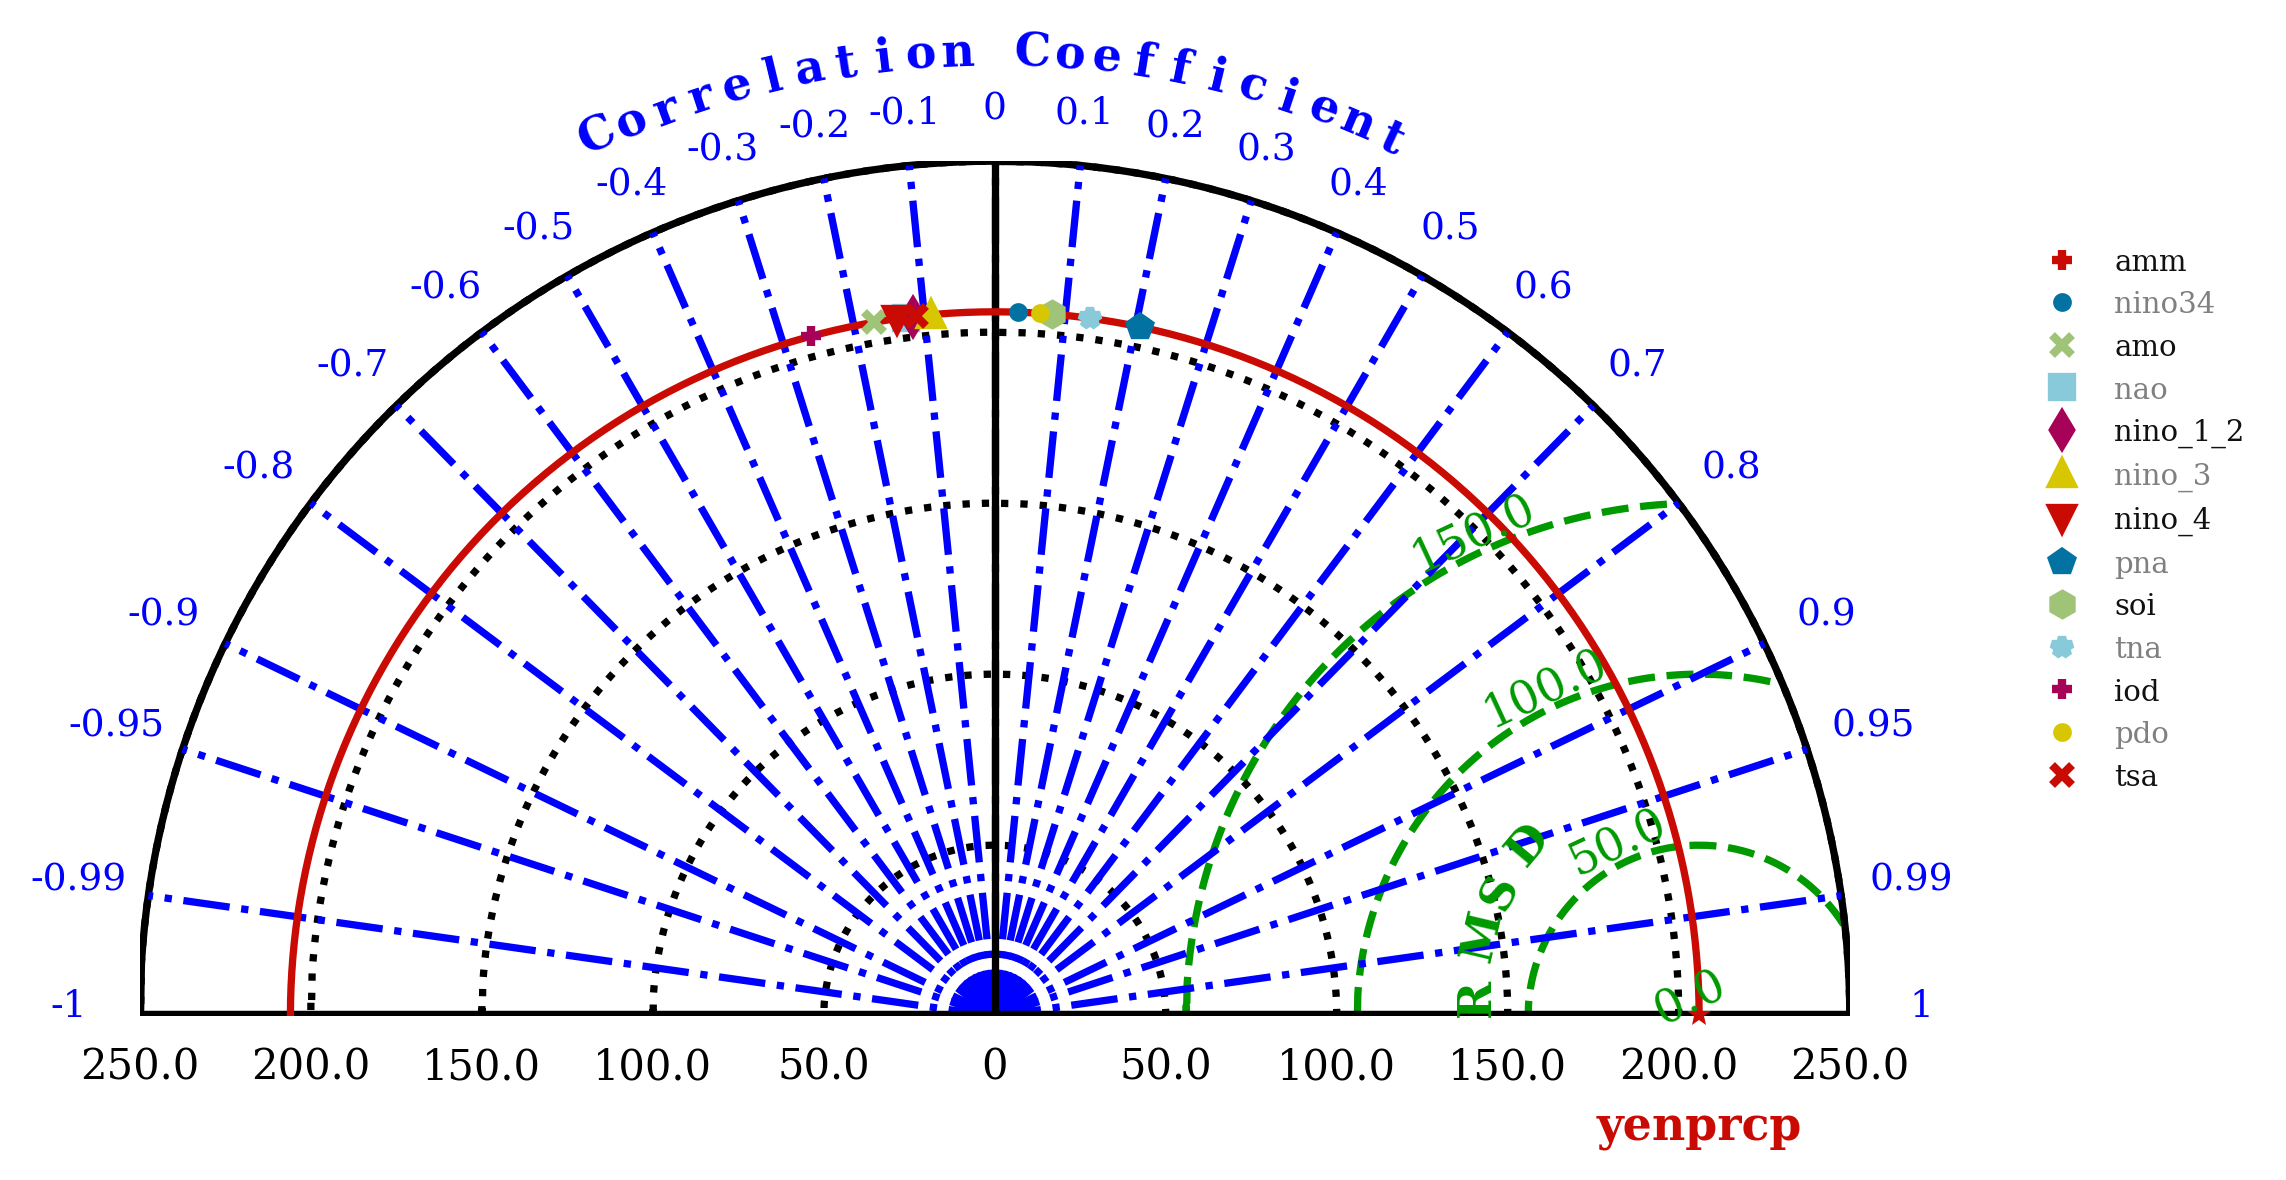 Correlation Coefficient
-1
-0.99
-0.95
-0.9
-0.8
-0.7
-0.6
-0.5
-0.4
-0.3
-0.2
-0.1
0
0.1
0.2
0.3
0.4
0.5
0.6
0.7
0.8
0.9
0.95
0.99
1
150.0
100.0
50.0
0.0
RMSD
250.0 200.0 150.0 100.0 50.0 0 50.0 100.0 150.0 200.0 250.0
yenprcp
amm
nino34
amo
nao
nino_1_2
nino_3
nino_4
pna
soi
tna
iod
pdo
tsa